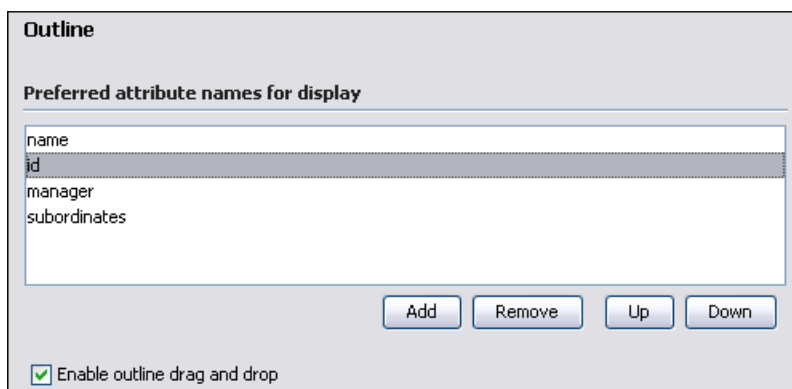 Outline
Preferred attribute names for display
name
id
manager
subordinates
Add Remove Up Down
Enable outline drag and drop